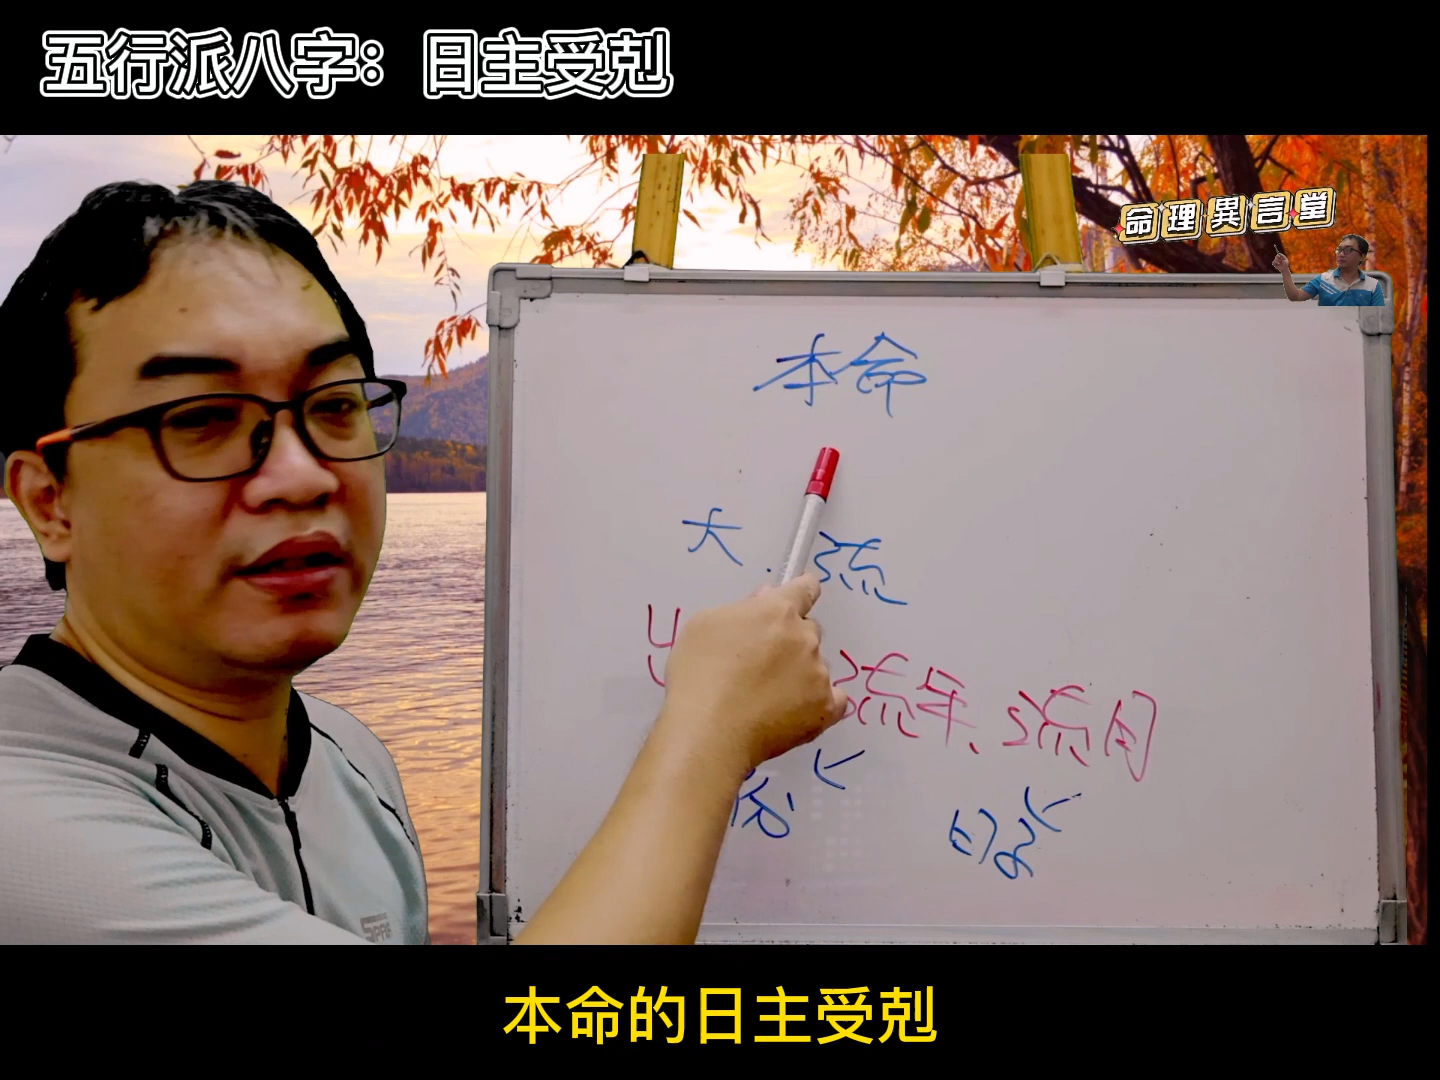 五行派八字：日主受剋
命理異言堂
本命
大．流
流年、流月
本命的日主受剋